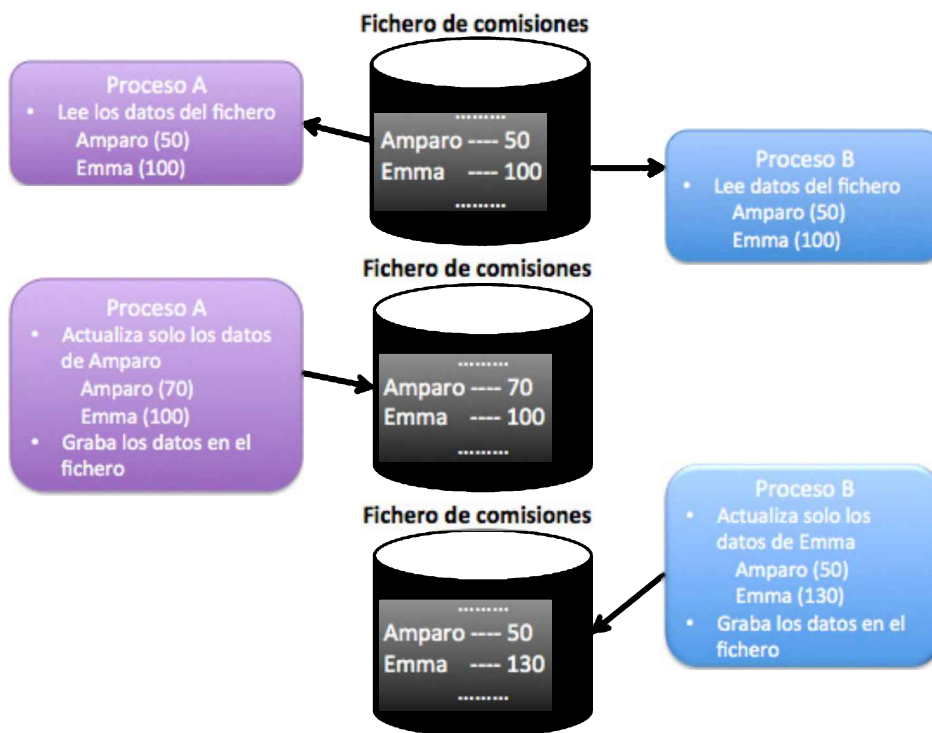 Fichero de comisiones
Proceso A
• Lee los datos del fichero
Amparo (50)
Emma (100)
.........
Amparo ---- 50
Emma ---- 100
.........
Proceso B
• Lee datos del fichero
Amparo (50)
Emma (100)
Fichero de comisiones
Proceso A
• Actualiza solo los datos
de Amparo
Amparo (70)
Emma (100)
• Graba los datos en el
fichero
.........
Amparo ---- 70
Emma ---- 100
.........
Fichero de comisiones
Proceso B
• Actualiza solo los
datos de Emma
Amparo (50)
Emma (130)
• Graba los datos en el
fichero
.........
Amparo ---- 50
Emma ---- 130
.........